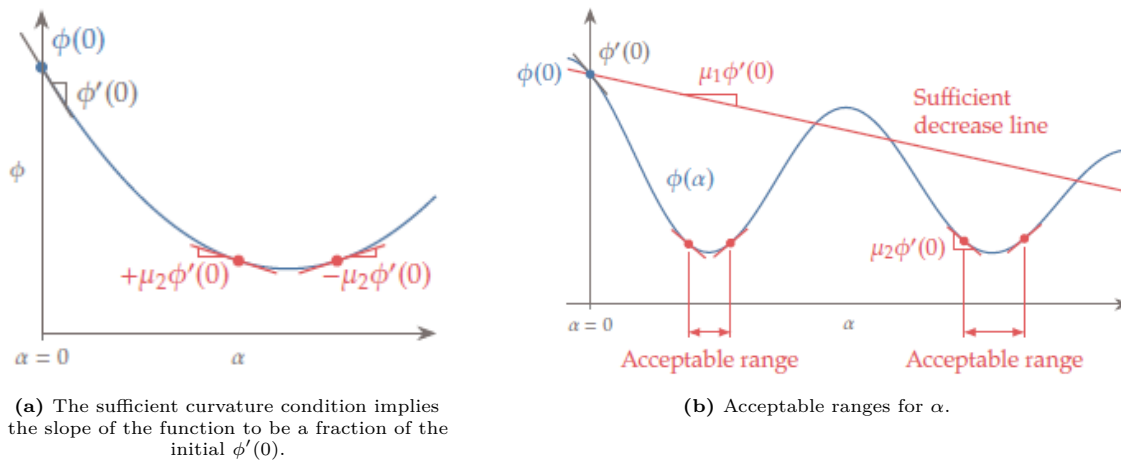 ϕ(0)
ϕ′(0)
ϕ
+μ₂ϕ′(0)
−μ₂ϕ′(0)
α = 0
α
(a) The sufficient curvature condition implies
the slope of the function to be a fraction of the
initial ϕ′(0).
ϕ′(0)
ϕ(0)
μ₁ϕ′(0)
Sufficient
decrease line
ϕ(α)
μ₂ϕ′(0)
α = 0
α
Acceptable range
Acceptable range
(b) Acceptable ranges for α.